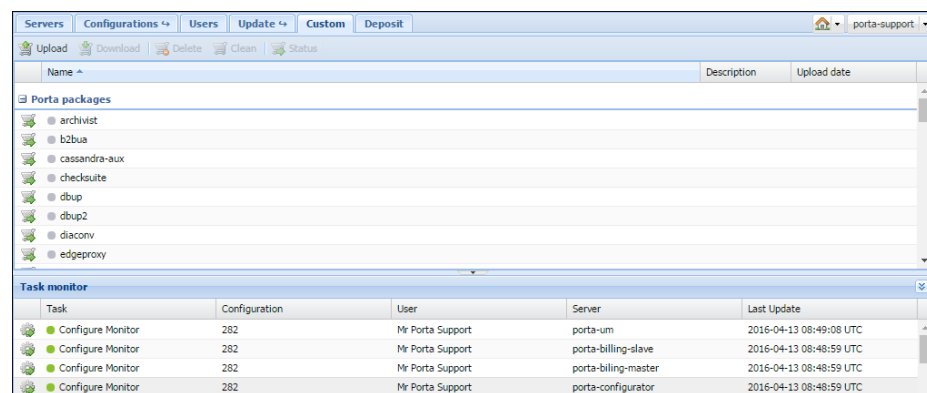 Servers Configurations ↪ Users Update ↪ Custom Deposit porta-support
Upload Download Delete Clean Status
Name Description Upload date
Porta packages
archivist
b2bua
cassandra-aux
checksuite
dbup
dbup2
diaconv
edgeproxy
Task monitor
Task Configuration User Server Last Update
Configure Monitor 282 Mr Porta Support porta-um 2016-04-13 08:49:08 UTC
Configure Monitor 282 Mr Porta Support porta-billing-slave 2016-04-13 08:48:59 UTC
Configure Monitor 282 Mr Porta Support porta-biling-master 2016-04-13 08:48:59 UTC
Configure Monitor 282 Mr Porta Support porta-configurator 2016-04-13 08:48:59 UTC